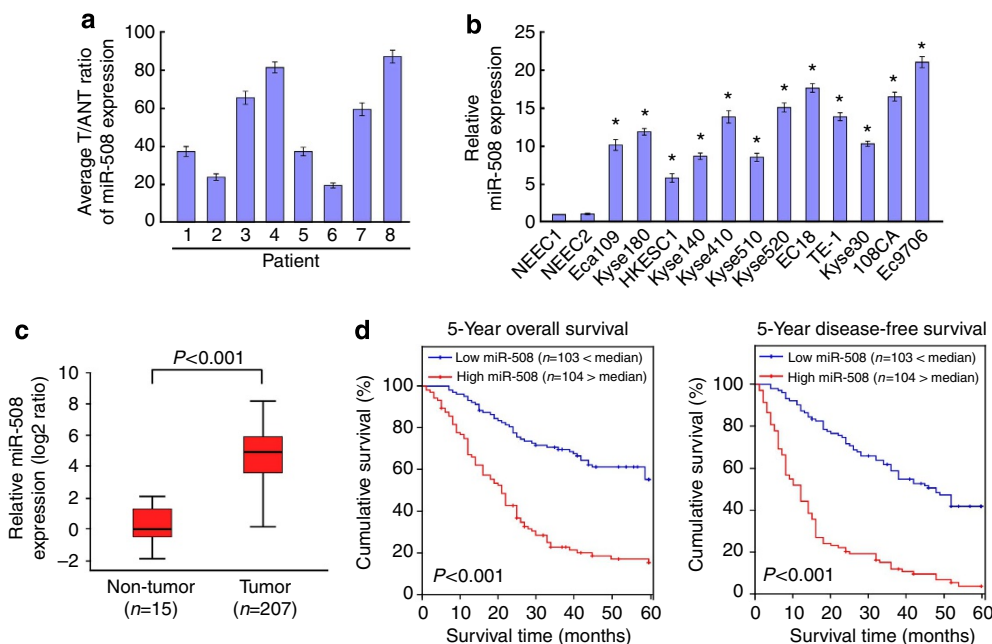 a
Average T/ANT ratio
of miR-508 expression
100
80
60
40
20
0
1 2 3 4 5 6 7 8
Patient
b
Relative
miR-508 expression
25
20
15
10
5
0
* * * * * * * * * * * *
NEEC1
NEEC2
Eca109
Kyse180
HKESC1
Kyse140
Kyse410
Kyse510
Kyse520
EC18
TE-1
Kyse30
108CA
Ec9706
c
Relative miR-508
expression (log2 ratio)
P<0.001
10
8
6
4
2
0
−2
Non-tumor Tumor
(n=15) (n=207)
d
5-Year overall survival
Low miR-508 (n=103 < median)
High miR-508 (n=104 > median)
Cumulative survival (%)
100
80
60
40
20
0
P<0.001
0 10 20 30 40 50 60
Survival time (months)
5-Year disease-free survival
Low miR-508 (n=103 < median)
High miR-508 (n=104 > median)
Cumulative survival (%)
100
80
60
40
20
0
P<0.001
0 10 20 30 40 50 60
Survival time (months)